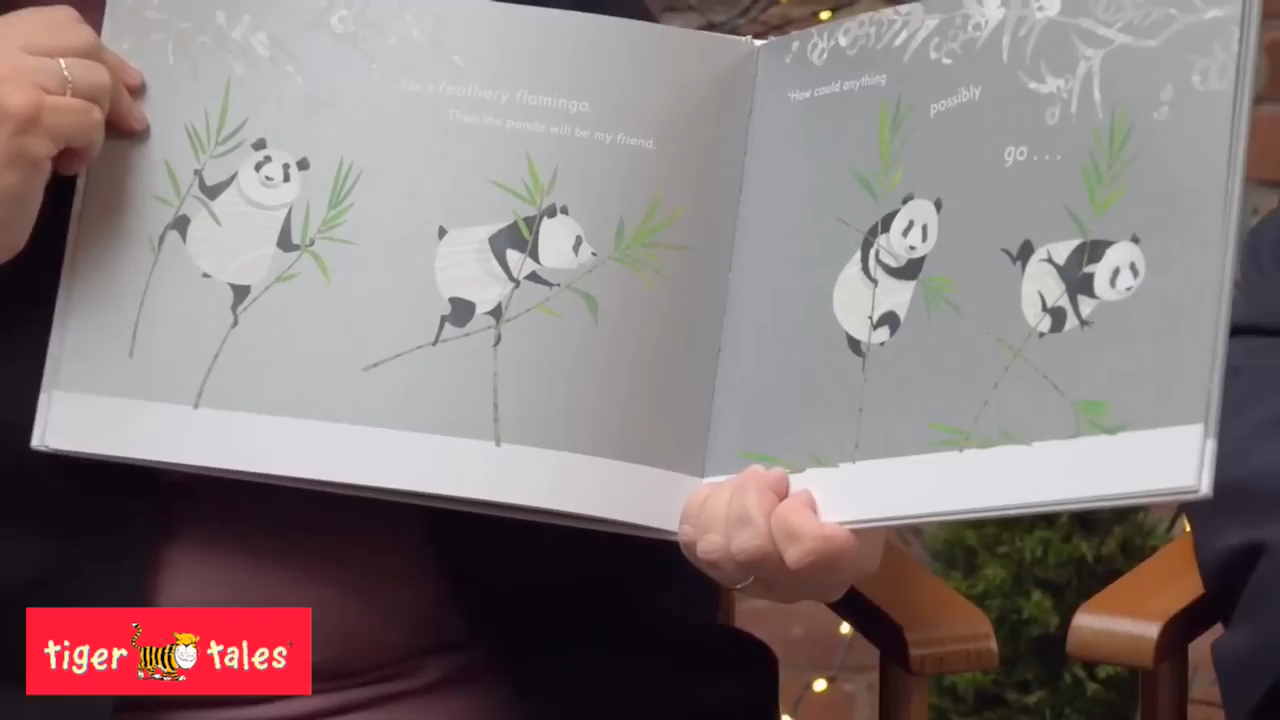 like a feathery flamingo.
Then the panda will be my friend.
"How could anything
possibly
go . . .
tiger tales